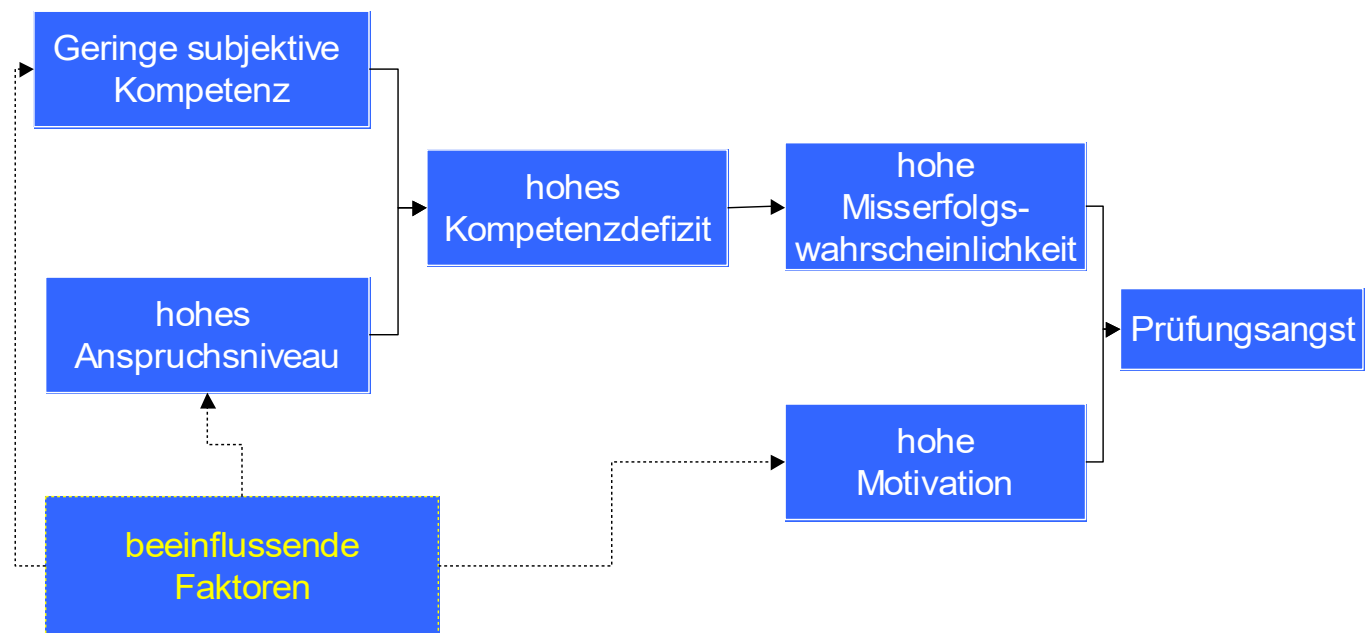 Geringe subjektive
Kompetenz
hohes
Kompetenzdefizit
hohe
Misserfolgs-
wahrscheinlichkeit
hohes
Anspruchsniveau
Prüfungsangst
hohe
Motivation
beeinflussende
Faktoren